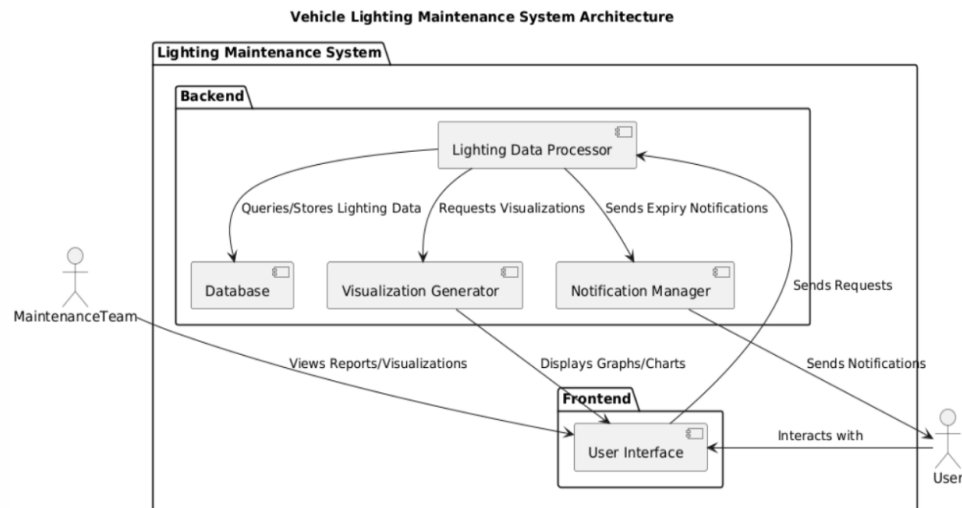 Vehicle Lighting Maintenance System Architecture
Lighting Maintenance System
Backend
Lighting Data Processor
Queries/Stores Lighting Data
Requests Visualizations
Sends Expiry Notifications
Database
Visualization Generator
Notification Manager
Sends Requests
MaintenanceTeam
Views Reports/Visualizations
Displays Graphs/Charts
Sends Notifications
Frontend
User Interface
Interacts with
User